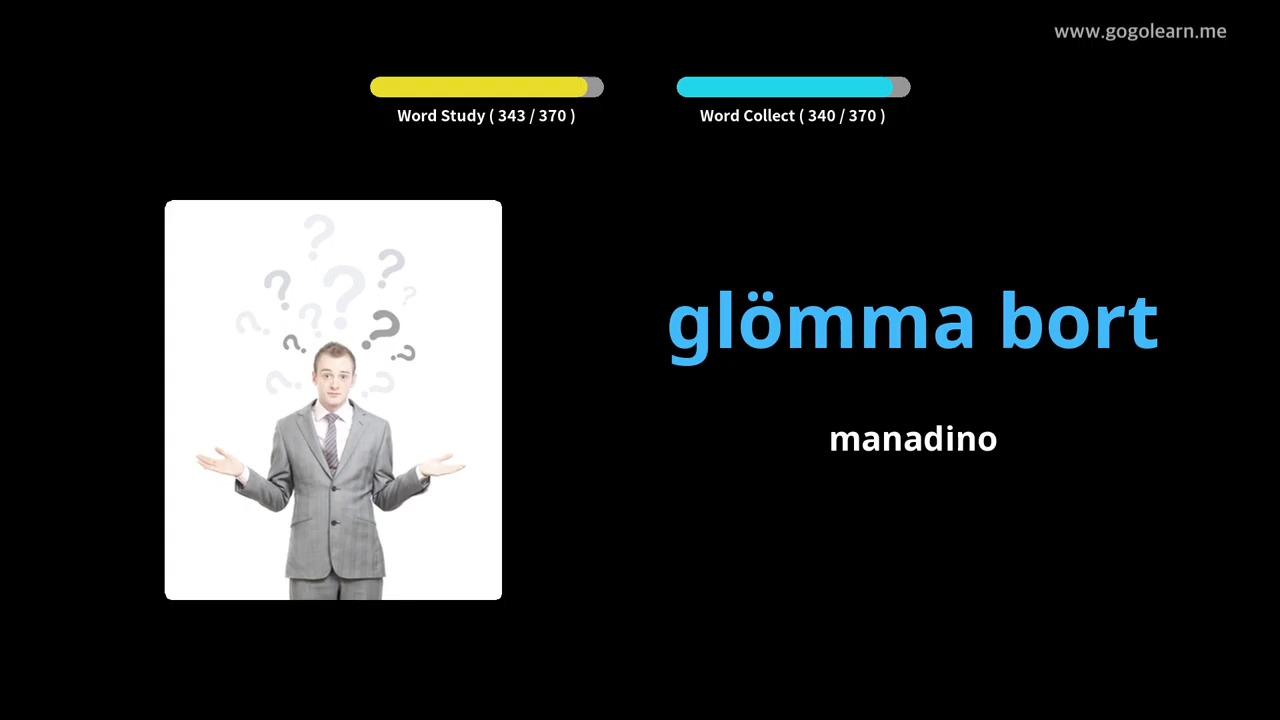 www.gogolearn.me
Word Study ( 343 / 370 )
Word Collect ( 340 / 370 )
glömma bort
manadino